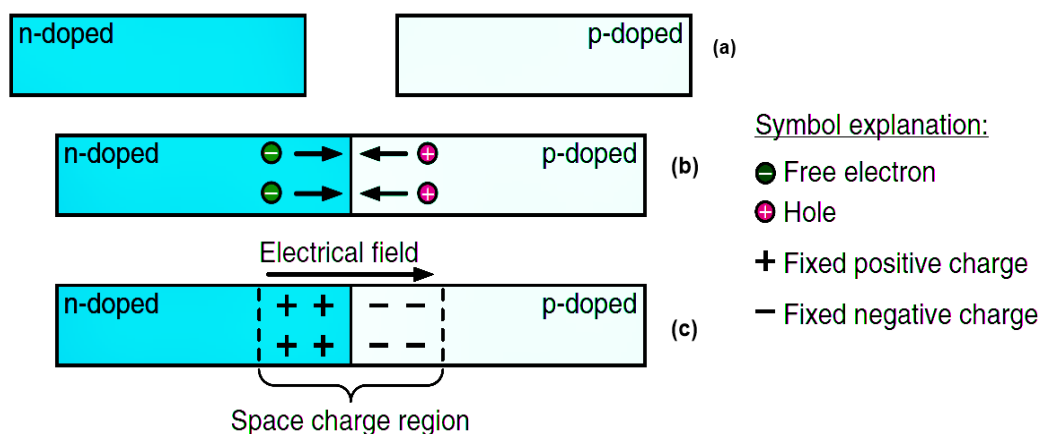 n-doped
p-doped
(a)
n-doped
p-doped
(b)
Electrical field
n-doped
p-doped
(c)
Space charge region
Symbol explanation:
Free electron
Hole
+ Fixed positive charge
− Fixed negative charge